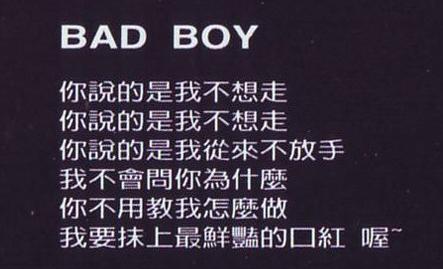 BAD BOY
你說的是我不想走
你說的是我不想走
你說的是我從來不放手
我不會問你為什麼
你不用教我怎麼做
我要抹上最鮮豔的口紅 喔~